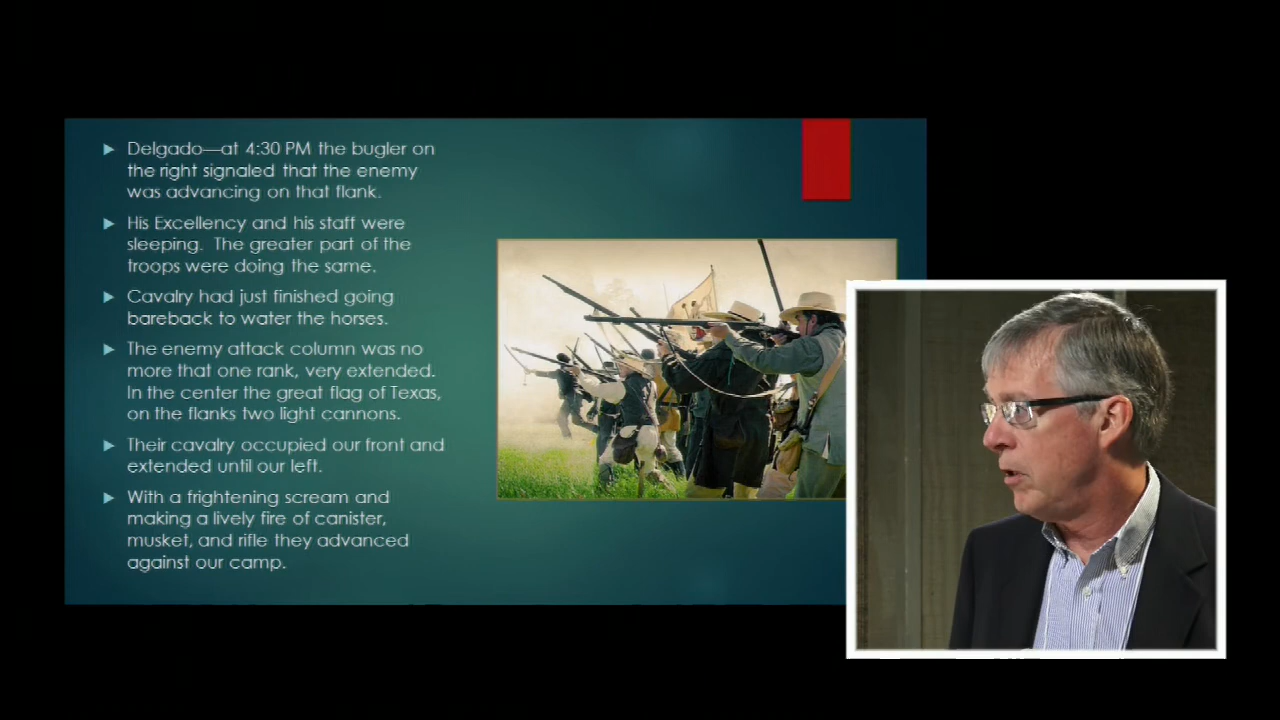 Delgado—at 4:30 PM the bugler on
the right signaled that the enemy
was advancing on that flank.
His Excellency and his staff were
sleeping. The greater part of the
troops were doing the same.
Cavalry had just finished going
bareback to water the horses.
The enemy attack column was no
more that one rank, very extended.
In the center the great flag of Texas,
on the flanks two light cannons.
Their cavalry occupied our front and
extended until our left.
With a frightening scream and
making a lively fire of canister,
musket, and rifle they advanced
against our camp.